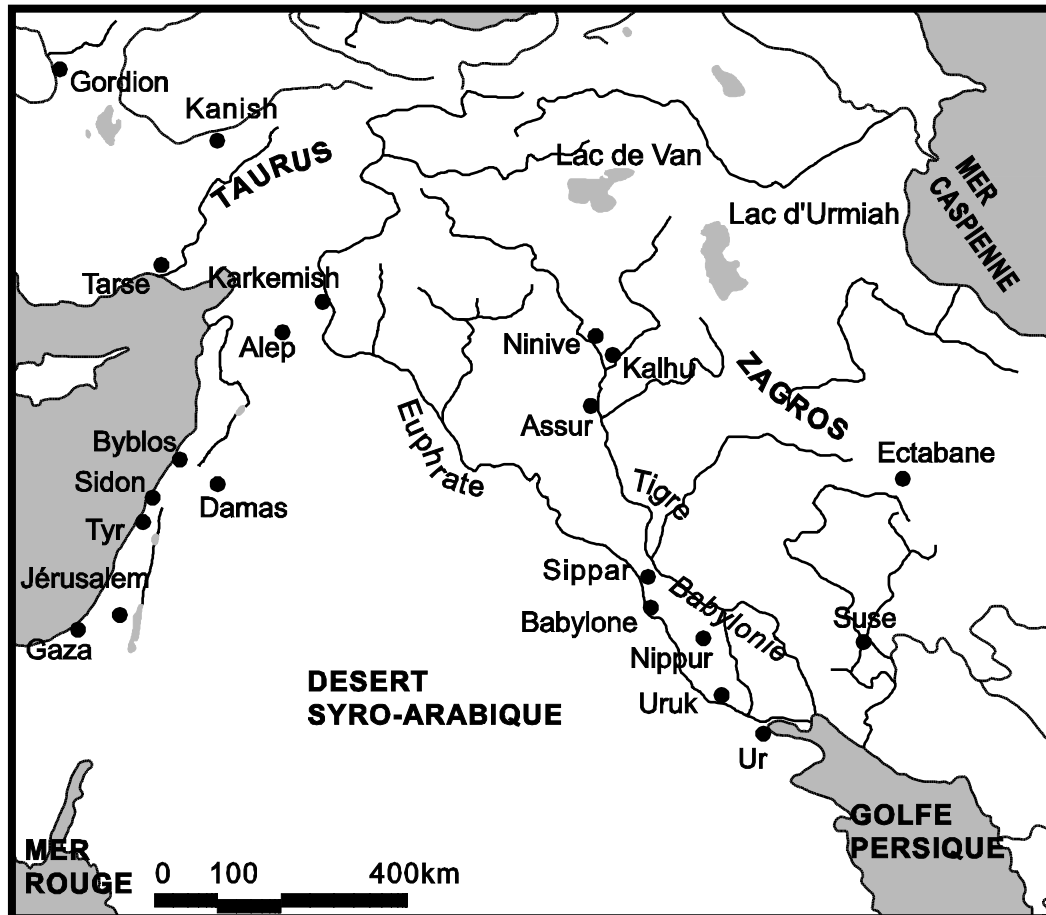 Gordion
Kanish
TAURUS
Lac de Van
MER
CASPIENNE
Lac d'Urmiah
Tarse
Karkemish
Alep
Ninive
Kalhu
ZAGROS
Assur
Euphrate
Byblos
Ectabane
Sidon
Damas
Tigre
Tyr
Jérusalem
Sippar
Babylonie
Babylone
Suse
Gaza
Nippur
DESERT
SYRO-ARABIQUE
Uruk
Ur
GOLFE
PERSIQUE
MER
ROUGE
0 100 400km